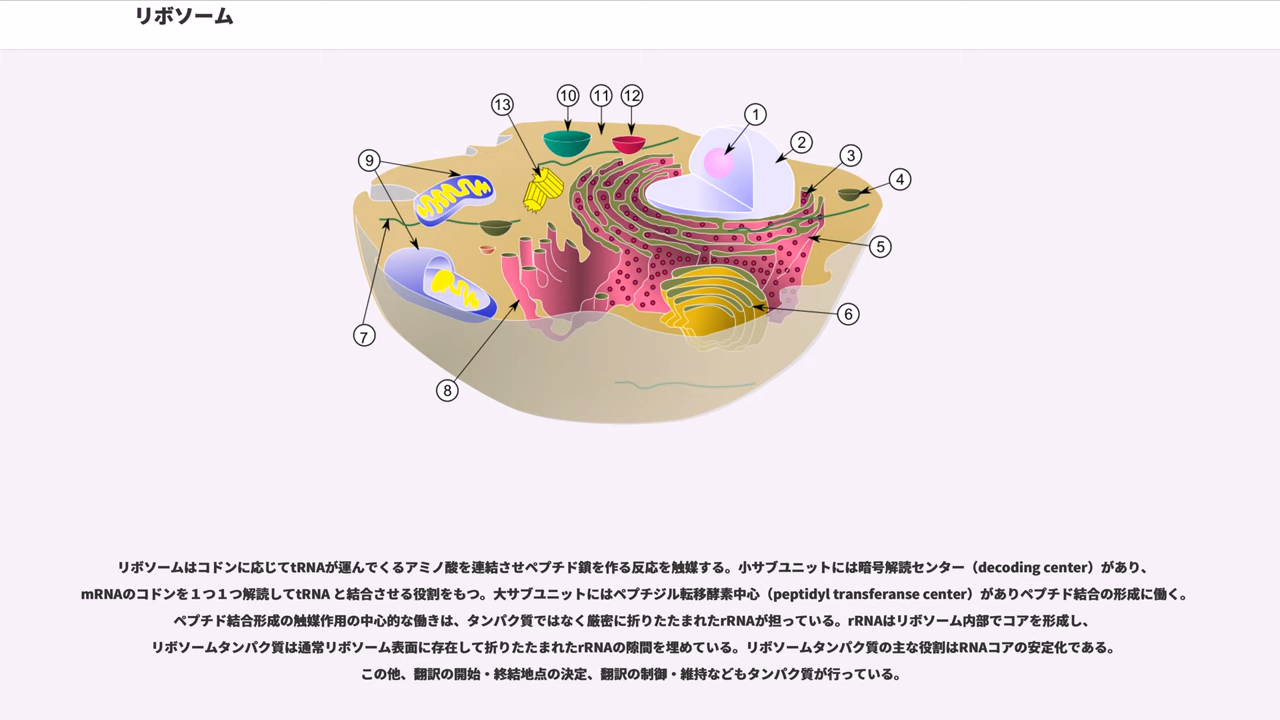 リボソーム
13
10
11
12
1
2
3
4
9
5
6
7
8
リボソームはコドンに応じてtRNAが運んでくるアミノ酸を連結させペプチド鎖を作る反応を触媒する。小サブユニットには暗号解読センター（decoding center）があり、
mRNAのコドンを１つ１つ解読してtRNA と結合させる役割をもつ。大サブユニットにはペプチジル転移酵素中心（peptidyl transferanse center）がありペプチド結合の形成に働く。
ペプチド結合形成の触媒作用の中心的な働きは、タンパク質ではなく厳密に折りたたまれたrRNAが担っている。rRNAはリボソーム内部でコアを形成し、
リボソームタンパク質は通常リボソーム表面に存在して折りたたまれたrRNAの隙間を埋めている。リボソームタンパク質の主な役割はRNAコアの安定化である。
この他、翻訳の開始・終結地点の決定、翻訳の制御・維持などもタンパク質が行っている。